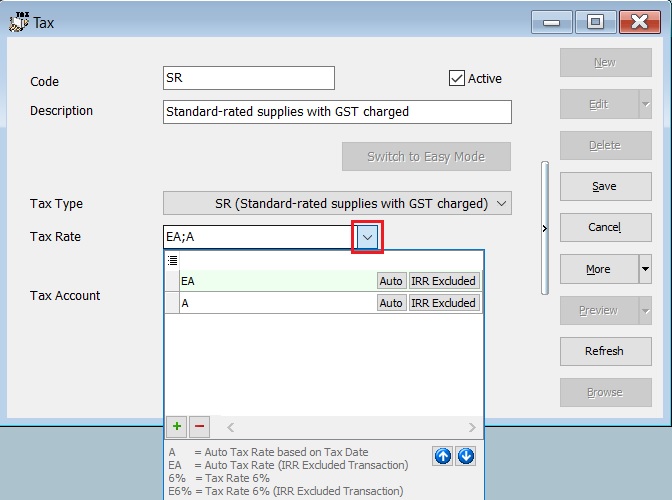 Tax
Code
SR
Active
Description
Standard-rated supplies with GST charged
Switch to Easy Mode
Tax Type
SR (Standard-rated supplies with GST charged)
Tax Rate
EA;A
EA Auto IRR Excluded
A Auto IRR Excluded
Tax Account
A = Auto Tax Rate based on Tax Date
EA = Auto Tax Rate (IRR Excluded Transaction)
6% = Tax Rate 6%
E6% = Tax Rate 6% (IRR Excluded Transaction)
New
Edit
Delete
Save
Cancel
More
Preview
Refresh
Browse